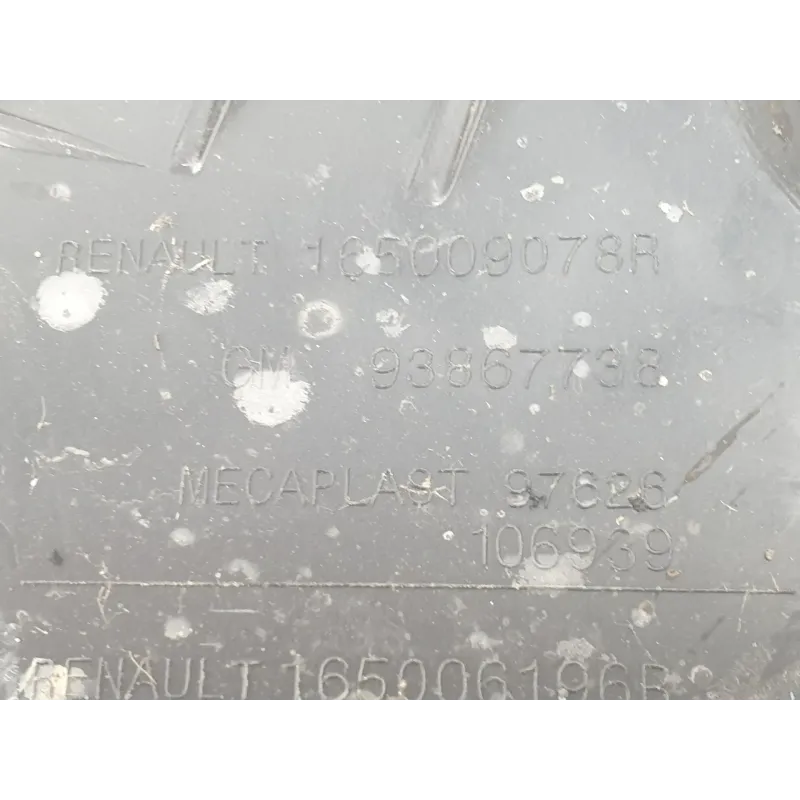 RENAULT 165009078R
GM 93867738
MECAPLAST 97626
106939
RENAULT 165006196R